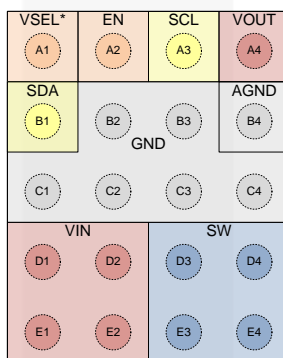 VSEL* EN SCL VOUT
A1 A2 A3 A4
SDA AGND
B1 B2 B3 B4
GND
C1 C2 C3 C4
VIN SW
D1 D2 D3 D4
E1 E2 E3 E4